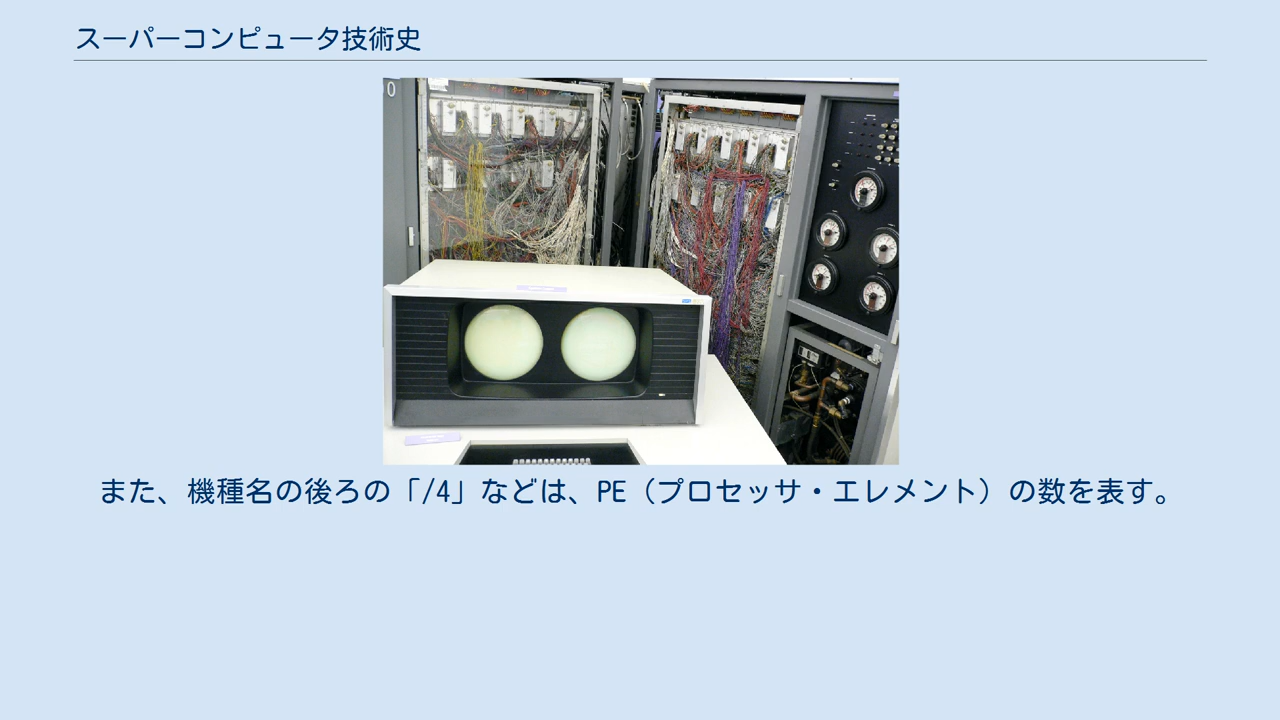 スーパーコンピュータ技術史
0
また、機種名の後ろの「/4」などは、PE（プロセッサ・エレメント）の数を表す。